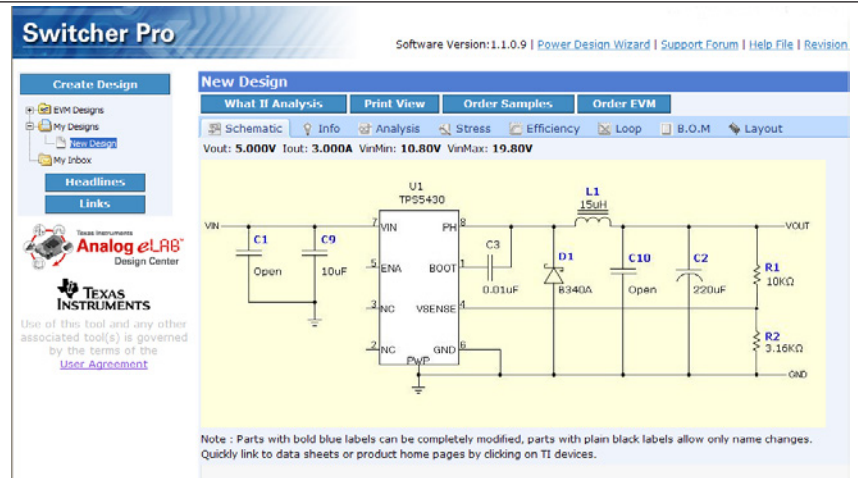 Switcher Pro
Software Version:1.1.0.9 | Power Design Wizard | Support Forum | Help File | Revision
Create Design
EVM Designs
My Designs
New Design
My Inbox
Headlines
Links
Texas Instruments
Analog eLAB™
Design Center
TEXAS
INSTRUMENTS
Use of this tool and any other
associated tool(s) is governed
by the terms of the
User Agreement
New Design
What If Analysis Print View Order Samples Order EVM
Schematic Info Analysis Stress Efficiency Loop B.O.M Layout
Vout: 5.000V Iout: 3.000A VinMin: 10.80V VinMax: 19.80V
U1
TPS5430
L1
15uH
VIN
7 VIN PH 8
VOUT
C1
Open
C9
10uF
5 ENA BOOT 1
C3
0.01uF
D1
B340A
C10
Open
C2
220uF
R1
10KΩ
3 NC V8EN8E 4
R2
3.16KΩ
2 NC GND 6
PWP
GND
Note : Parts with bold blue labels can be completely modified, parts with plain black labels allow only name changes.
Quickly link to data sheets or product home pages by clicking on TI devices.